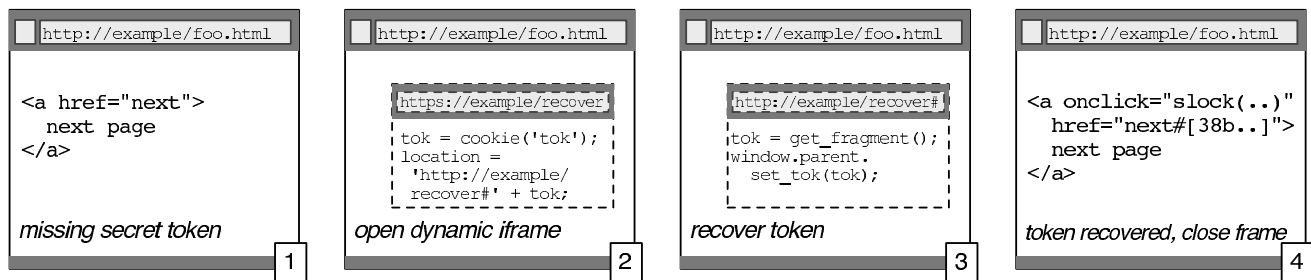 http://example/foo.html
<a href="next">
next page
</a>
missing secret token
1
http://example/foo.html
https://example/recover
tok = cookie('tok');
location =
'http://example/
recover#' + tok;
open dynamic iframe
2
http://example/foo.html
http://example/recover#
tok = get_fragment();
window.parent.
set_tok(tok);
recover token
3
http://example/foo.html
<a onclick="slock(..)"
href="next#[38b..]">
next page
</a>
token recovered, close frame
4